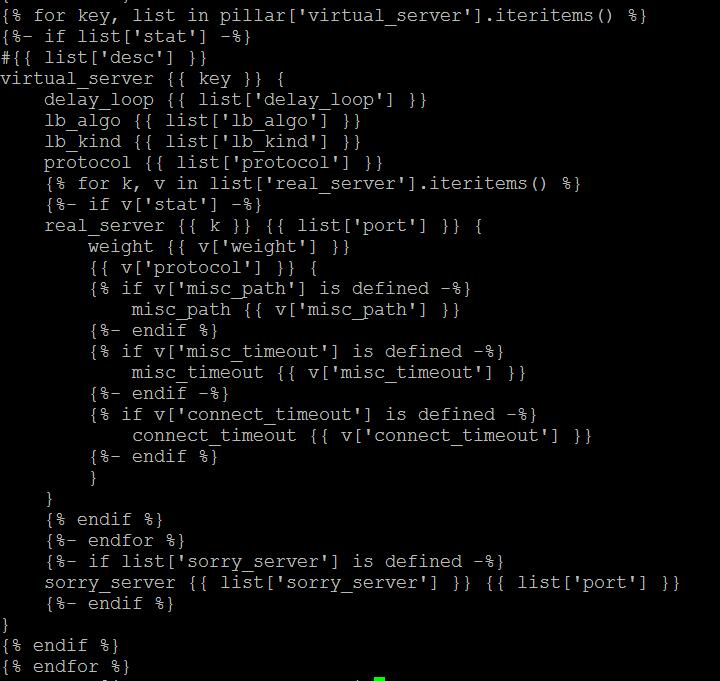 {% for key, list in pillar['virtual_server'].iteritems() %}
{%- if list['stat'] -%}
#{{ list['desc'] }}
virtual_server {{ key }} {
    delay_loop {{ list['delay_loop'] }}
    lb_algo {{ list['lb_algo'] }}
    lb_kind {{ list['lb_kind'] }}
    protocol {{ list['protocol'] }}
    {% for k, v in list['real_server'].iteritems() %}
    {%- if v['stat'] -%}
    real_server {{ k }} {{ list['port'] }} {
        weight {{ v['weight'] }}
        {{ v['protocol'] }} {
        {% if v['misc_path'] is defined -%}
            misc_path {{ v['misc_path'] }}
        {%- endif %}
        {% if v['misc_timeout'] is defined -%}
            misc_timeout {{ v['misc_timeout'] }}
        {%- endif -%}
        {% if v['connect_timeout'] is defined -%}
            connect_timeout {{ v['connect_timeout'] }}
        {%- endif %}
        }
    }
    {% endif %}
    {%- endfor %}
    {%- if list['sorry_server'] is defined -%}
    sorry_server {{ list['sorry_server'] }} {{ list['port'] }}
    {%- endif %}
}
{% endif %}
{% endfor %}